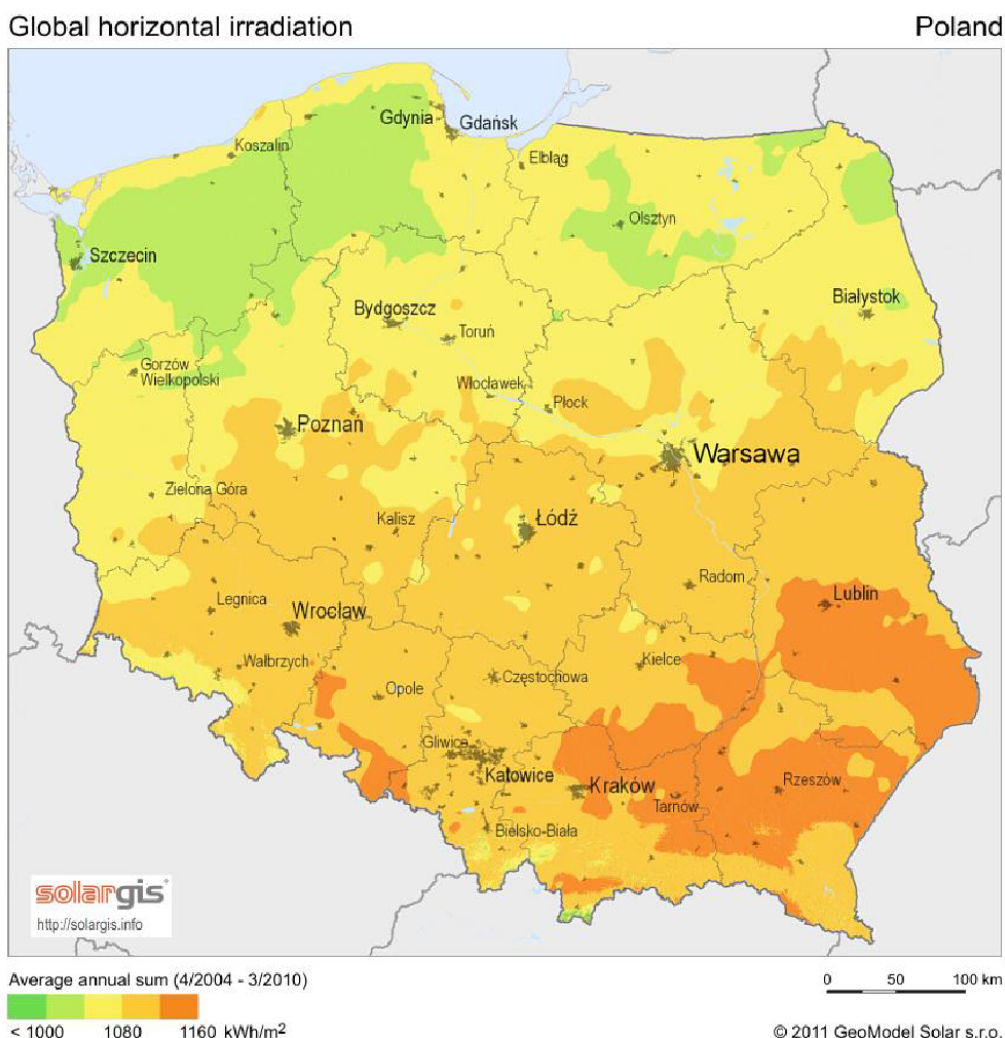 Global horizontal irradiation
Poland
Gdynia
Gdańsk
Koszalin
Elbląg
Olsztyn
Szczecin
Białystok
Bydgoszcz
Toruń
Gorzów
Wielkopolski
Włocławek
Płock
Poznań
Warsawa
Zielona Góra
Kalisz
Łódź
Radom
Legnica
Wrocław
Lublin
Wałbrzych
Kielce
Opole
Częstochowa
Gliwice
Katowice
Kraków
Rzeszów
Tarnów
Bielsko-Biała
solargis
http://solargis.info
Average annual sum (4/2004 - 3/2010)
0 50 100 km
< 1000 1080 1160 kWh/m²
© 2011 GeoModel Solar s.r.o.